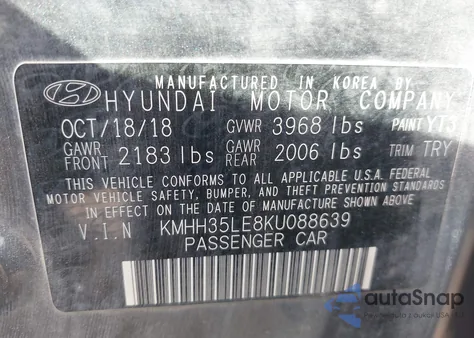 MANUFACTURED IN KOREA BY
HYUNDAI MOTOR COMPANY
OCT/18/18 GVWR 3968 lbs PAINT YT3
GAWR FRONT 2183 lbs GAWR REAR 2006 lbs TRIM TRY
THIS VEHICLE CONFORMS TO ALL APPLICABLE U.S.A. FEDERAL
MOTOR VEHICLE SAFETY, BUMPER, AND THEFT PREVENTION STANDARDS
IN EFFECT ON THE DATE OF MANUFACTURE SHOWN ABOVE.
V.I.N KMHH35LE8KU088639
PASSENGER CAR
autaSnap